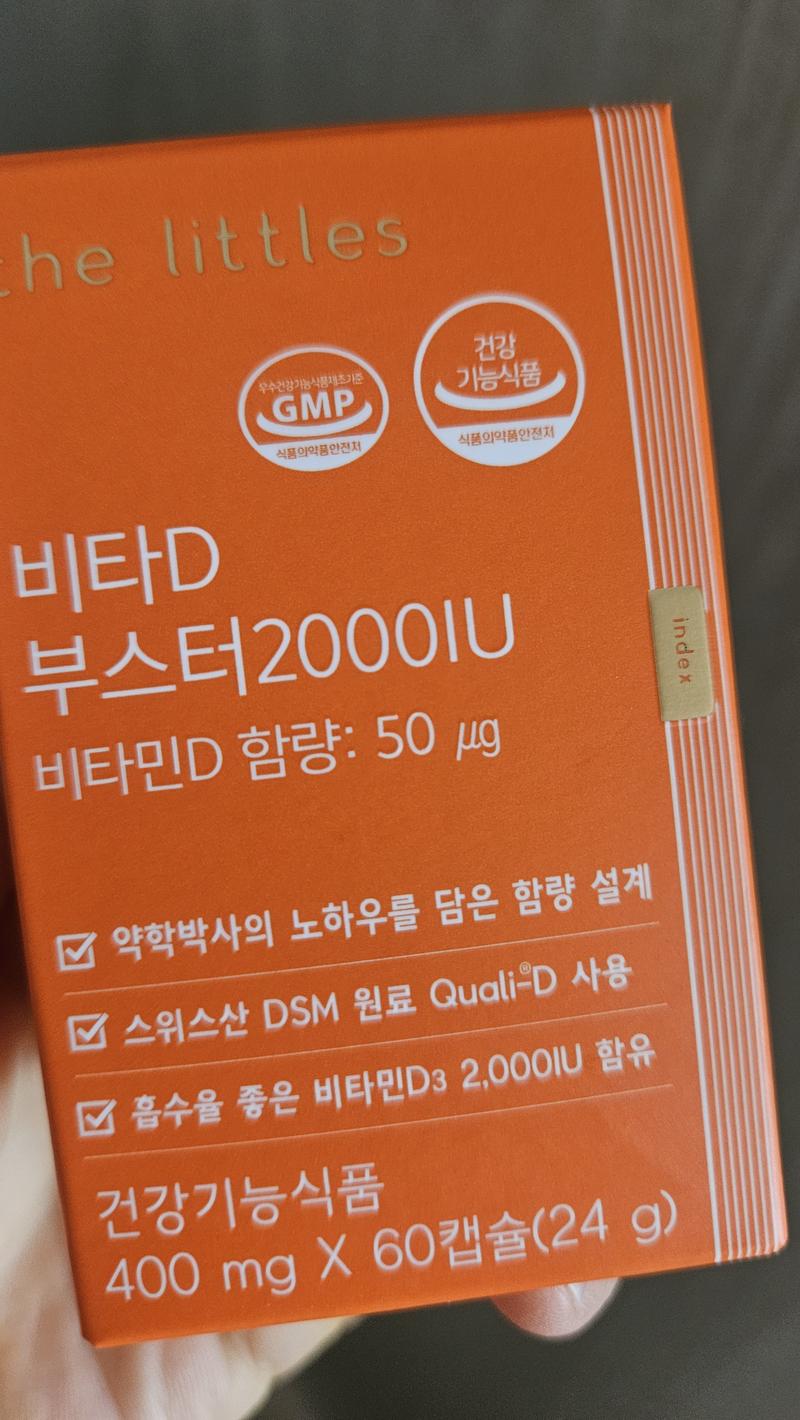 the littles
우수건강기능식품제조기준
GMP
식품의약품안전처
건강
기능식품
식품의약품안전처
비타D
부스터2000IU
비타민D 함량: 50 ㎍
index
약학박사의 노하우를 담은 함량 설계
스위스산 DSM 원료 Quali®-D 사용
흡수율 좋은 비타민D3 2,000IU 함유
건강기능식품
400 mg X 60캡슐(24 g)